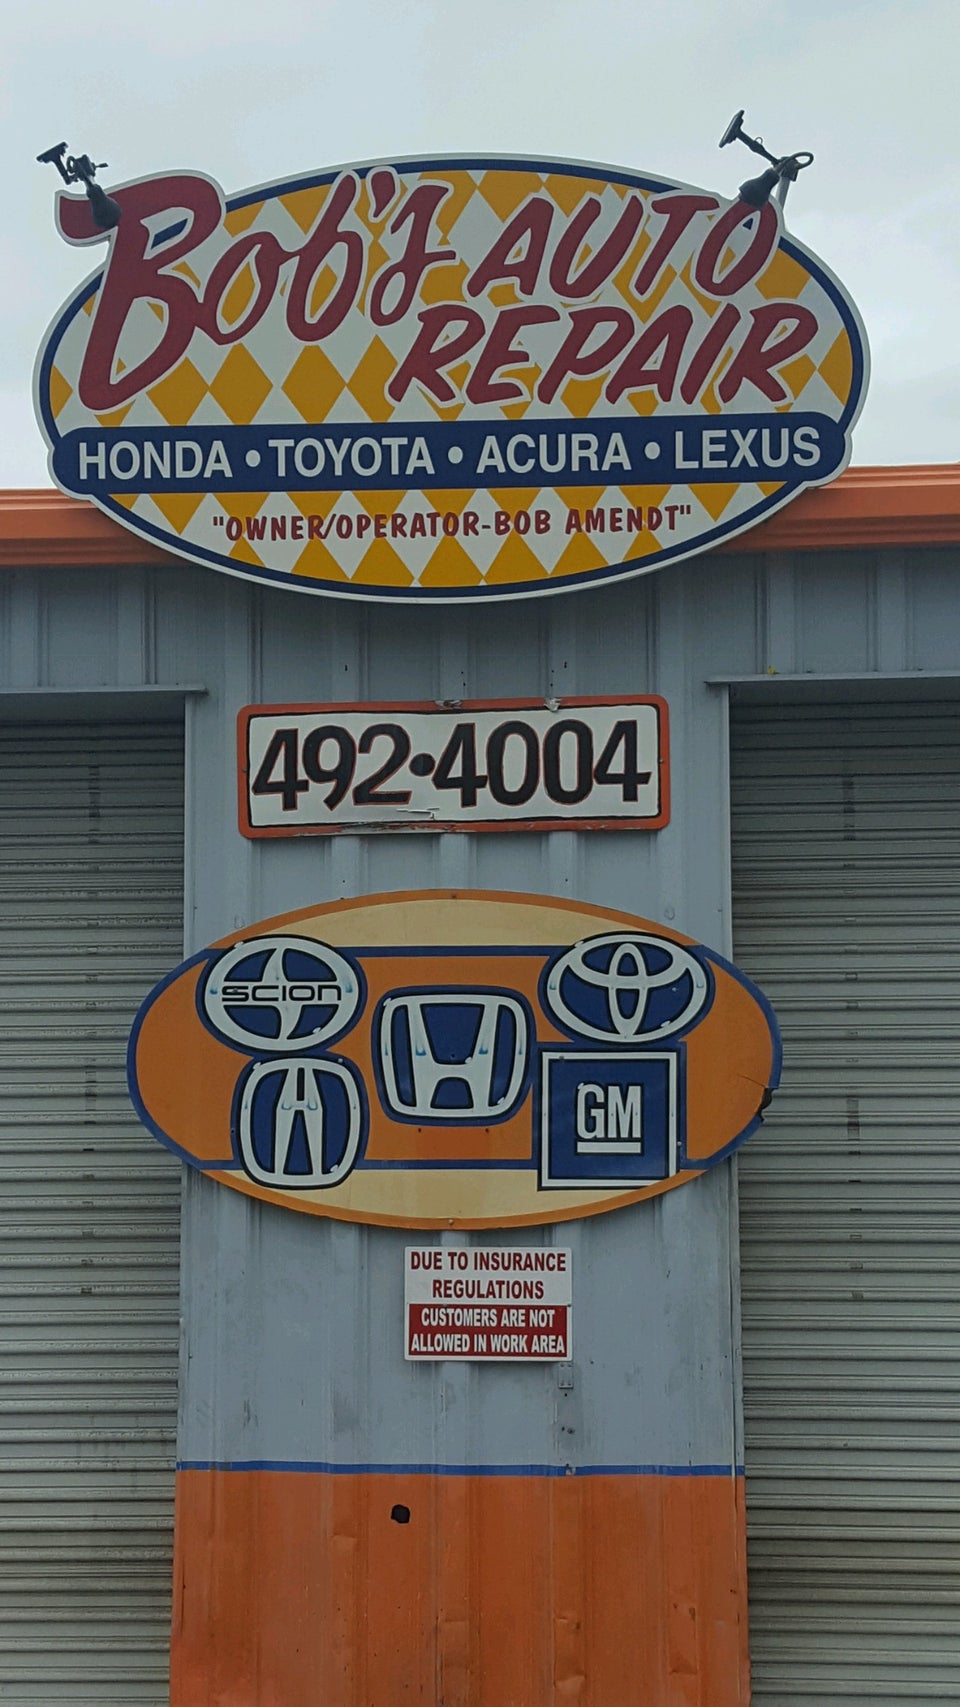 Bob's AUTO
REPAIR
HONDA • TOYOTA • ACURA • LEXUS
"OWNER/OPERATOR-BOB AMENDT"
492•4004
SCION
GM
DUE TO INSURANCE
REGULATIONS
CUSTOMERS ARE NOT
ALLOWED IN WORK AREA